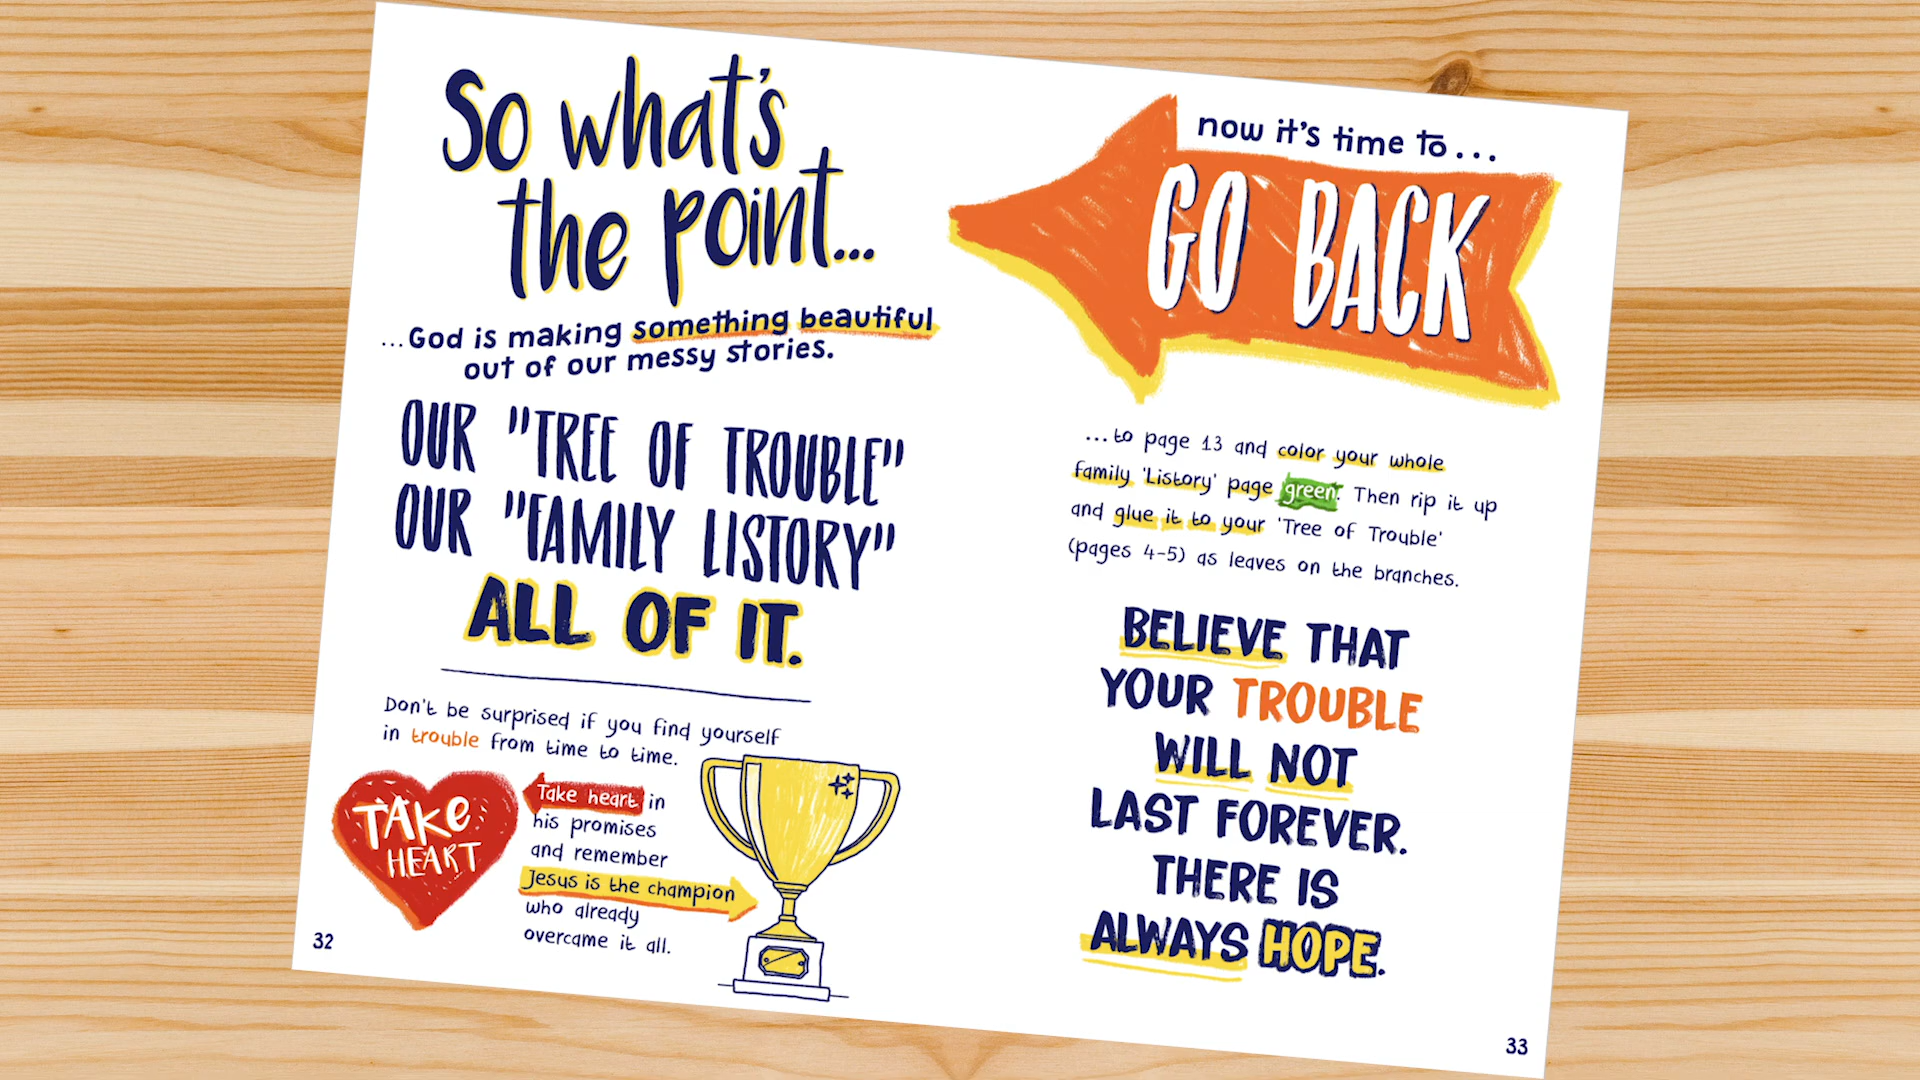 So what's
the point...
...God is making something beautiful
out of our messy stories.
OUR "TREE OF TROUBLE"
OUR "FAMILY LISTORY"
ALL OF IT.
Don't be surprised if you find yourself
in trouble from time to time.
TAKE
HEART
Take heart in
his promises
and remember
Jesus is the champion
who already
overcame it all.
32
now it's time to...
GO BACK
...to page 13 and color your whole
family 'Listory' page green. Then rip it up
and glue it to your 'Tree of Trouble'
(pages 4-5) as leaves on the branches.
BELIEVE THAT
YOUR TROUBLE
WILL NOT
LAST FOREVER.
THERE IS
ALWAYS HOPE.
33